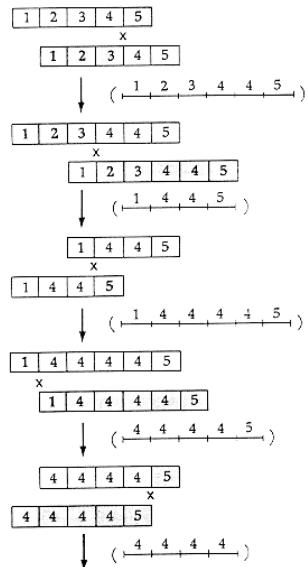 1 2 3 4 5
x
1 2 3 4 5
( 1 2 3 4 4 5 )
1 2 3 4 4 5
x
1 2 3 4 4 5
( 1 4 4 5 )
1 4 4 5
x
1 4 4 5
( 1 4 4 4 4 5 )
1 4 4 4 4 5
x
1 4 4 4 4 5
( 4 4 4 4 5 )
4 4 4 4 5
x
4 4 4 4 5
( 4 4 4 4 )